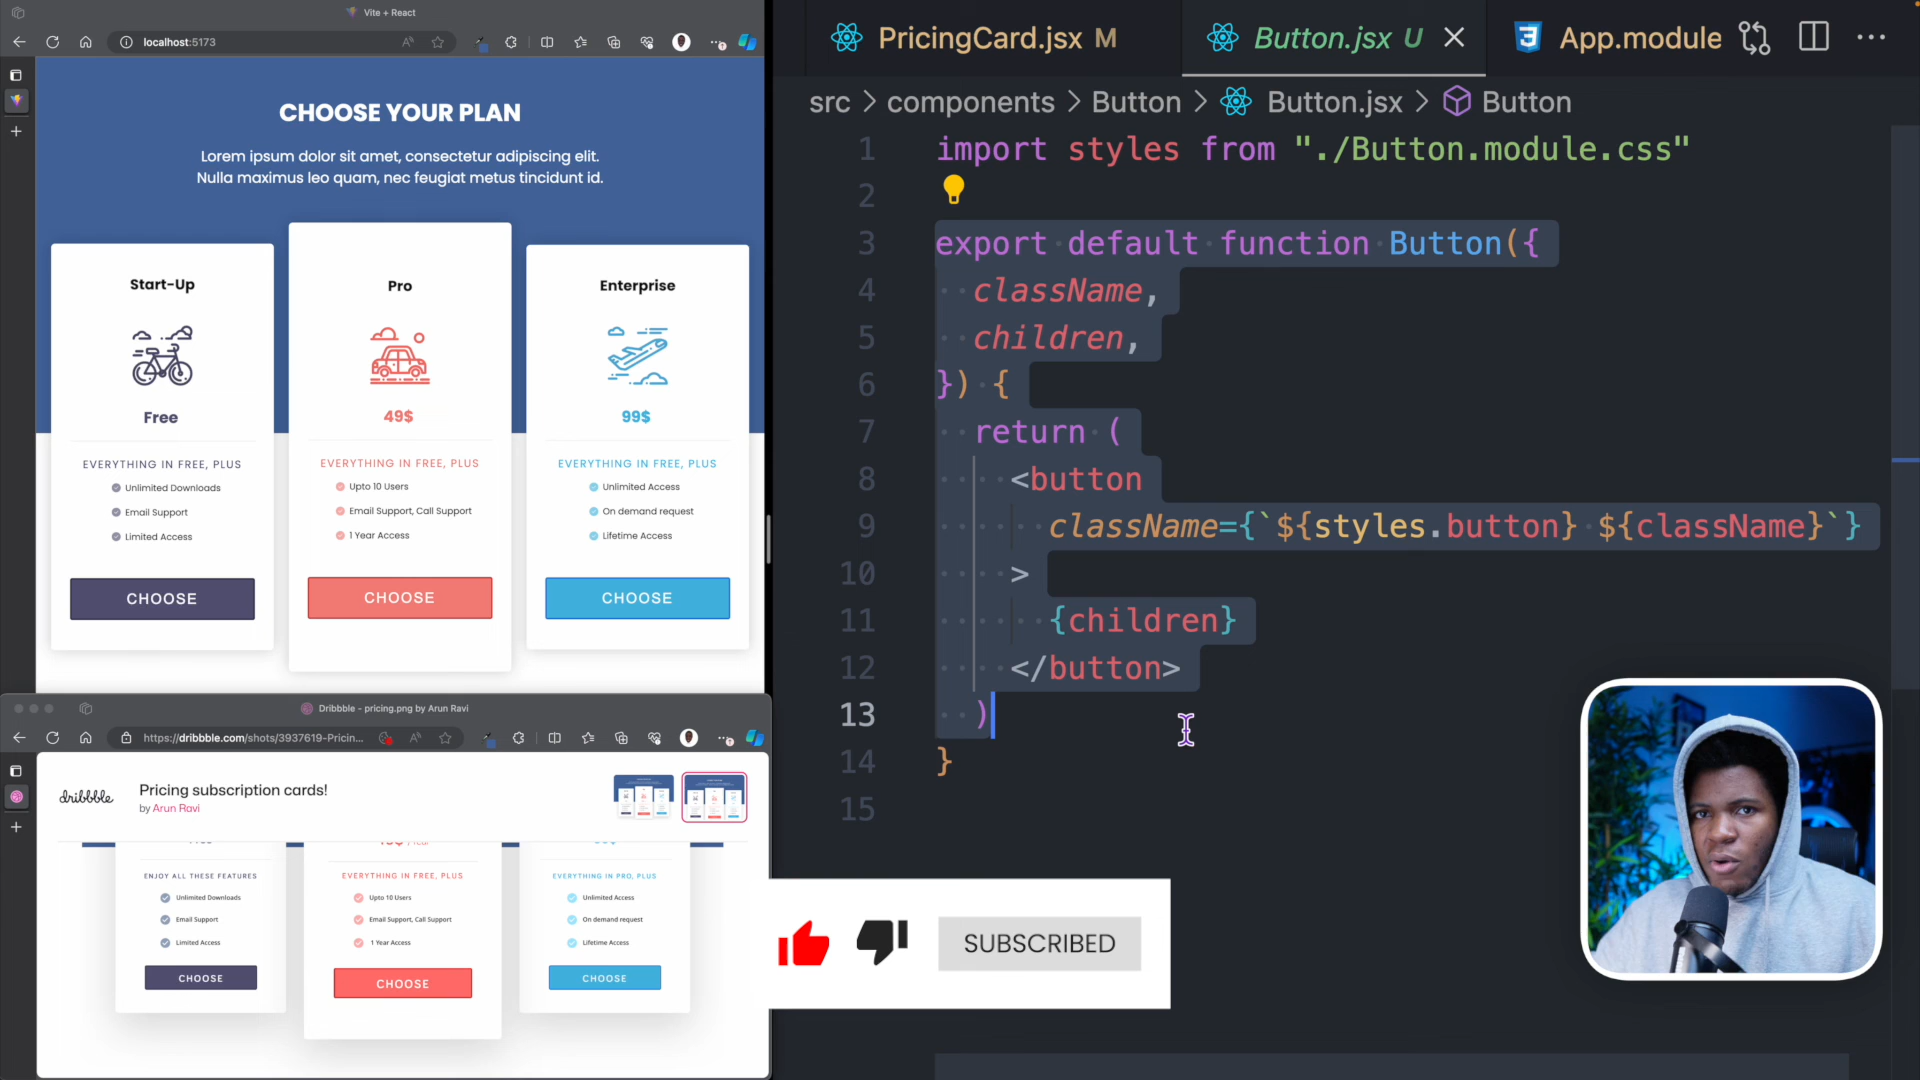 Vite + React
localhost:5173
CHOOSE YOUR PLAN
Lorem ipsum dolor sit amet, consectetur adipiscing elit.
Nulla maximus leo quam, nec feugiat metus tincidunt id.
Start-Up
Free
EVERYTHING IN FREE, PLUS
Unlimited Downloads
Email Support
Limited Access
CHOOSE
Pro
49$
EVERYTHING IN FREE, PLUS
Upto 10 Users
Email Support, Call Support
1 Year Access
CHOOSE
Enterprise
99$
EVERYTHING IN FREE, PLUS
Unlimited Access
On demand request
Lifetime Access
CHOOSE
Dribbble - pricing.png by Arun Ravi
https://dribbble.com/shots/3937619-Pricin...
dribbble
Pricing subscription cards!
by Arun Ravi
ENJOY ALL THESE FEATURES
Unlimited Downloads
Email Support
Limited Access
CHOOSE
EVERYTHING IN FREE, PLUS
Upto 10 Users
Email Support, Call Support
1 Year Access
CHOOSE
EVERYTHING IN PRO, PLUS
Unlimited Access
On demand request
Lifetime Access
CHOOSE
PricingCard.jsx M
Button.jsx U
App.module
src > components > Button > Button.jsx > Button
1 import styles from "./Button.module.css"
2
3 export default function Button({
4 className,
5 children,
6 }) {
7 return (
8 <button
9 className={`${styles.button} ${className}`}
10 >
11 {children}
12 </button>
13 )
14 }
15
SUBSCRIBED